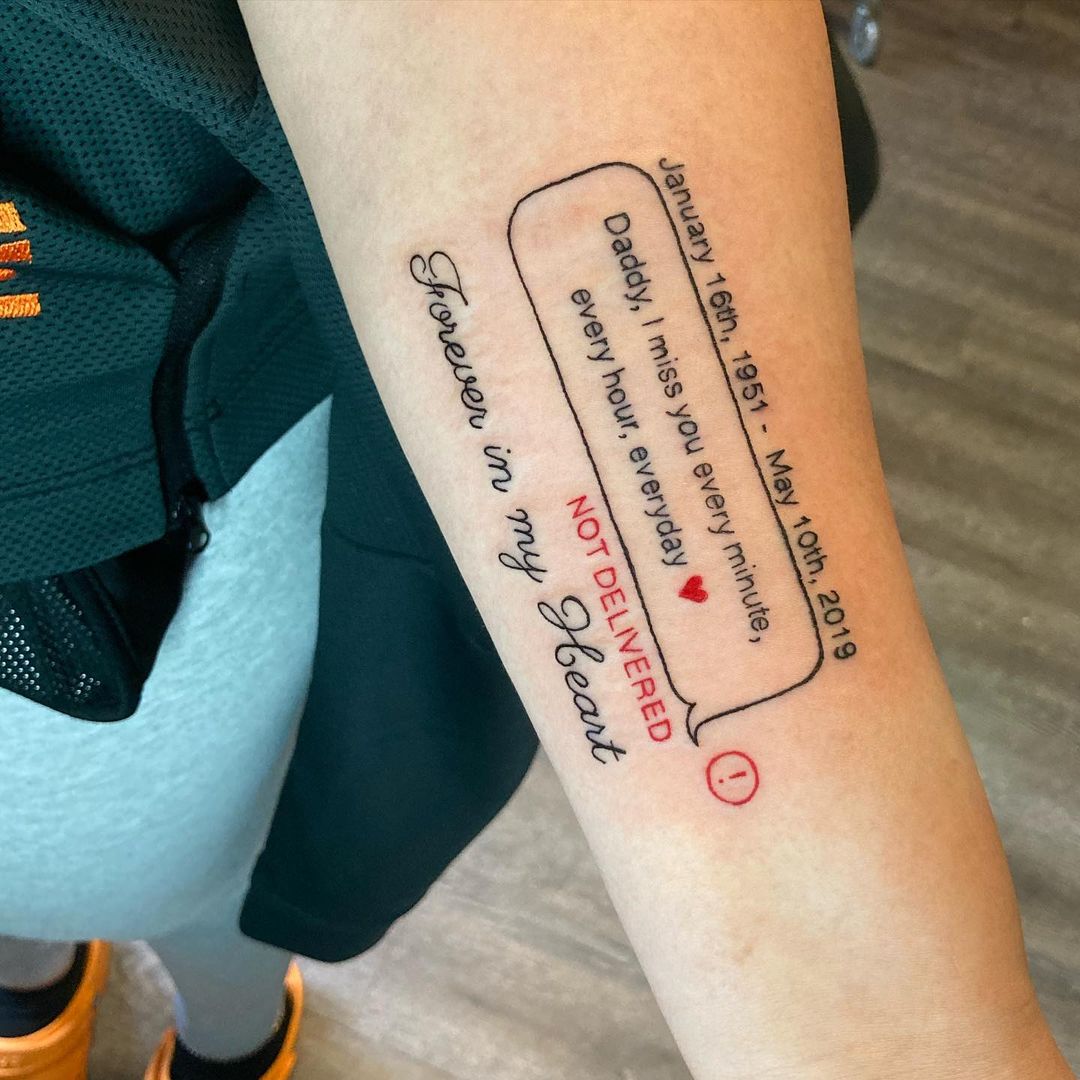 January 16th, 1951 - May 10th, 2019
Daddy, I miss you every minute,
every hour, everyday ❤
NOT DELIVERED
!
Forever in my Heart